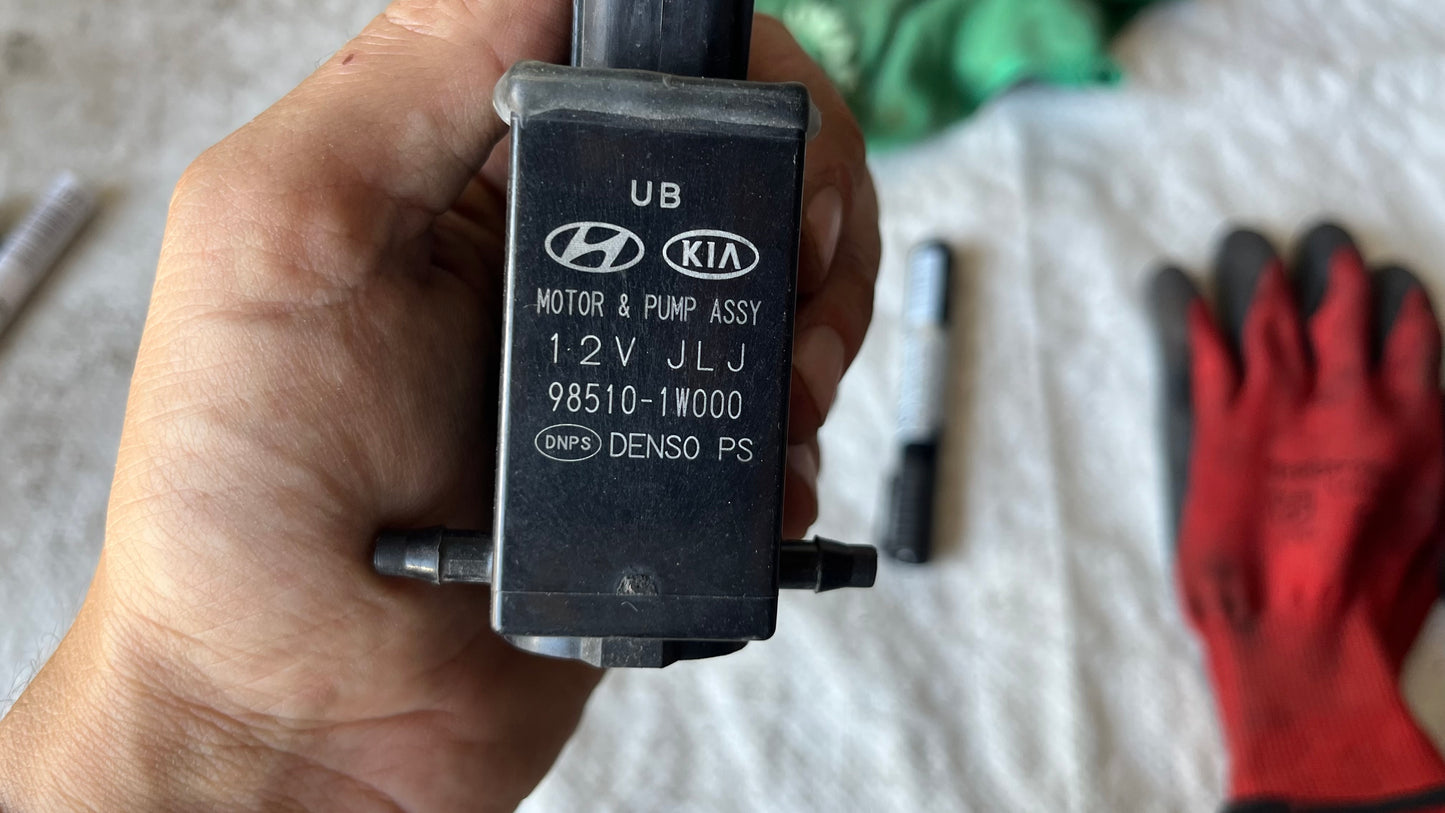 UB
KIA
MOTOR & PUMP ASSY
12V JLJ
98510-1W000
DNPS DENSO PS